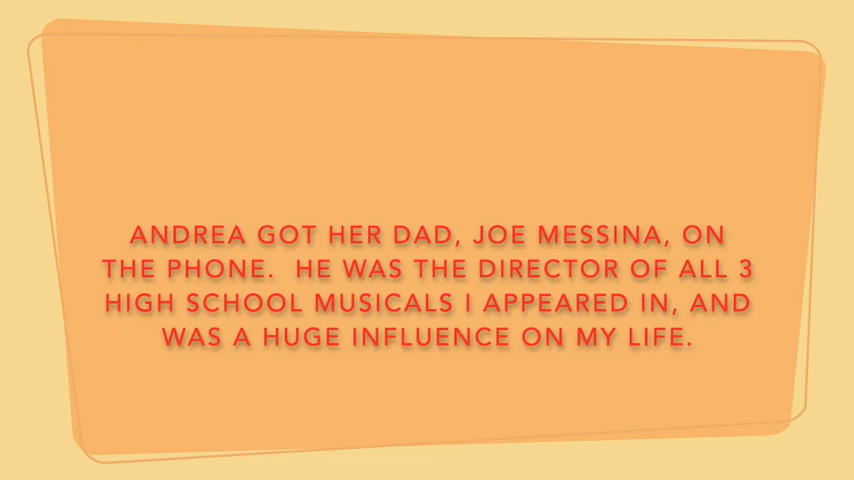 ANDREA GOT HER DAD, JOE MESSINA, ON
THE PHONE.  HE WAS THE DIRECTOR OF ALL 3
HIGH SCHOOL MUSICALS I APPEARED IN, AND
WAS A HUGE INFLUENCE ON MY LIFE.